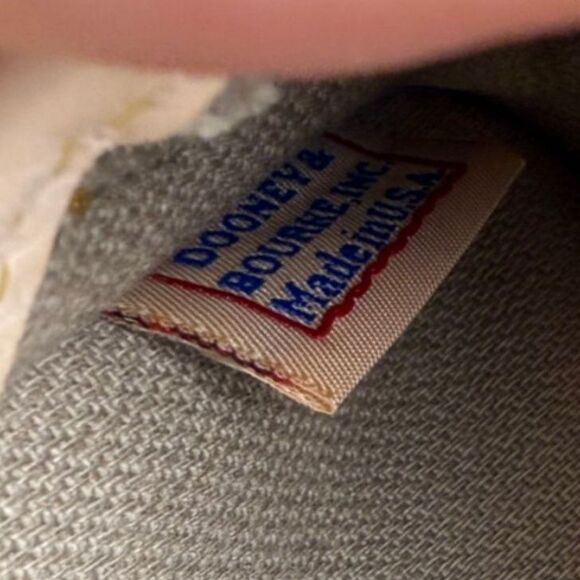 DOONEY &
BOURKE, INC.
Made in U.S.A.